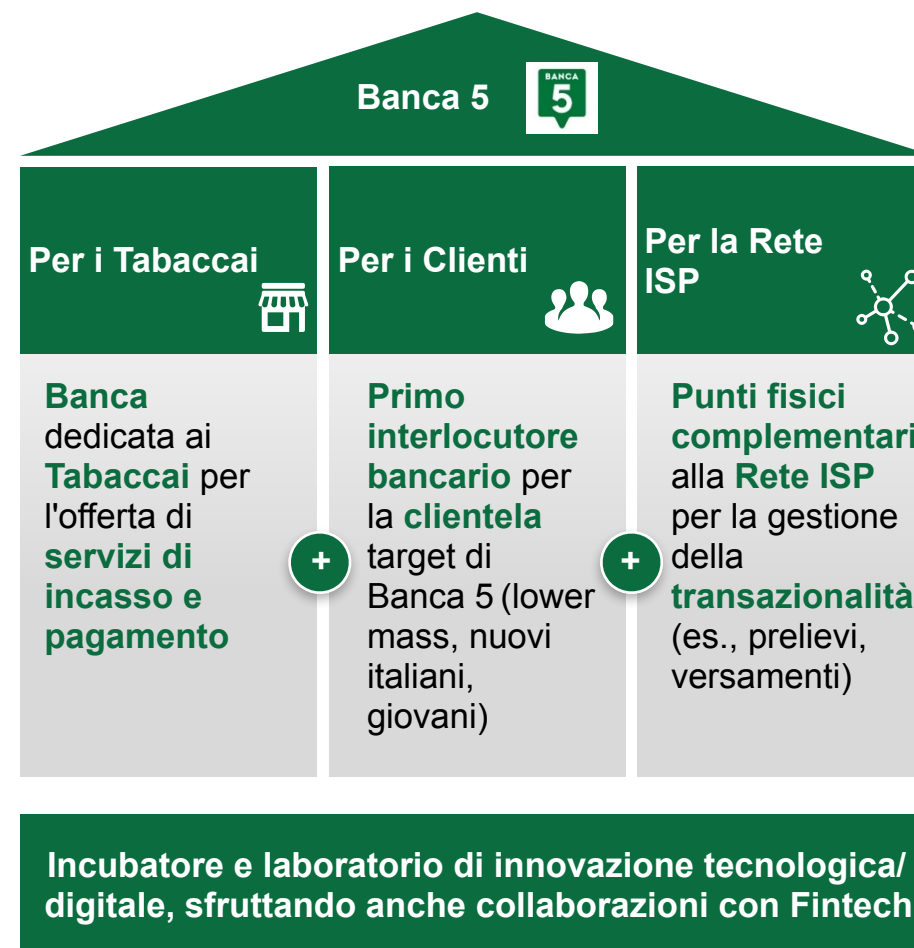 Banca 5
BANCA
5
Per i Tabaccai
Banca
dedicata ai
Tabaccai per
l'offerta di
servizi di
incasso e
pagamento
+
Per i Clienti
Primo
interlocutore
bancario per
la clientela
target di
Banca 5 (lower
mass, nuovi
italiani,
giovani)
+
Per la Rete
ISP
Punti fisici
complementari
alla Rete ISP
per la gestione
della
transazionalità
(es., prelievi,
versamenti)
Incubatore e laboratorio di innovazione tecnologica/
digitale, sfruttando anche collaborazioni con Fintech